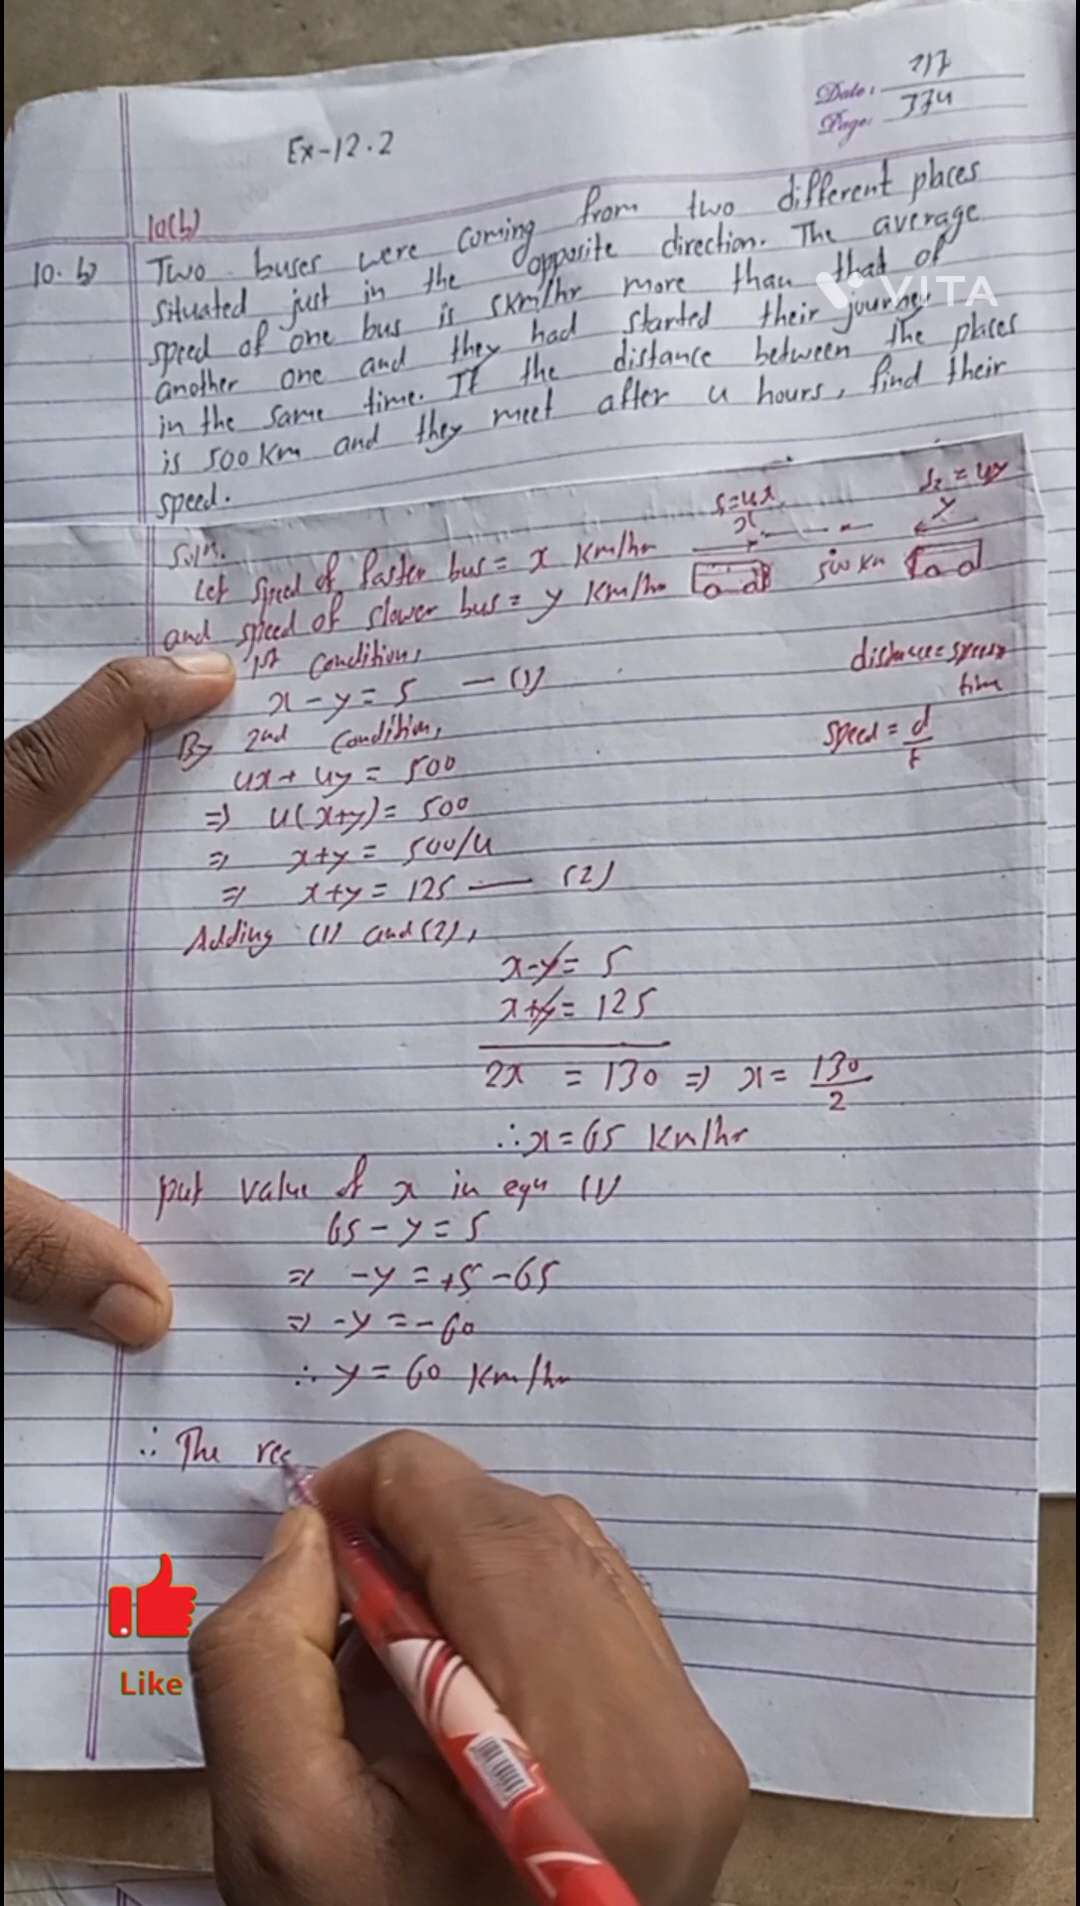 Date: 217
Page: 334
Ex-12.2
10(b)
10. b) Two buses were coming from two different places
situated just in the opposite direction. The average
speed of one bus is 5km/hr more than that of
another one and they had started their journey
in the same time. If the distance between the places
is 500 km and they meet after 4 hours, find their
speed.
VITA
Soln.
Let speed of faster bus = x km/hr
and speed of slower bus = y km/hr
s1=4x
x
s2 = 4y
y
500 km
1st condition,
x - y = 5 — (1)
distance = speed x
time
By 2nd condition,
4x + 4y = 500
speed = d/t
⇒ 4(x+y) = 500
⇒ x+y = 500/4
⇒ x+y = 125 — (2)
Adding (1) and (2),
x-y = 5
x+y = 125
2x = 130 ⇒ x = 130/2
∴ x = 65 km/hr
put value of x in eqn (1)
65 - y = 5
⇒ -y = +5 - 65
⇒ -y = -60
∴ y = 60 km/hr
∴ The
Like